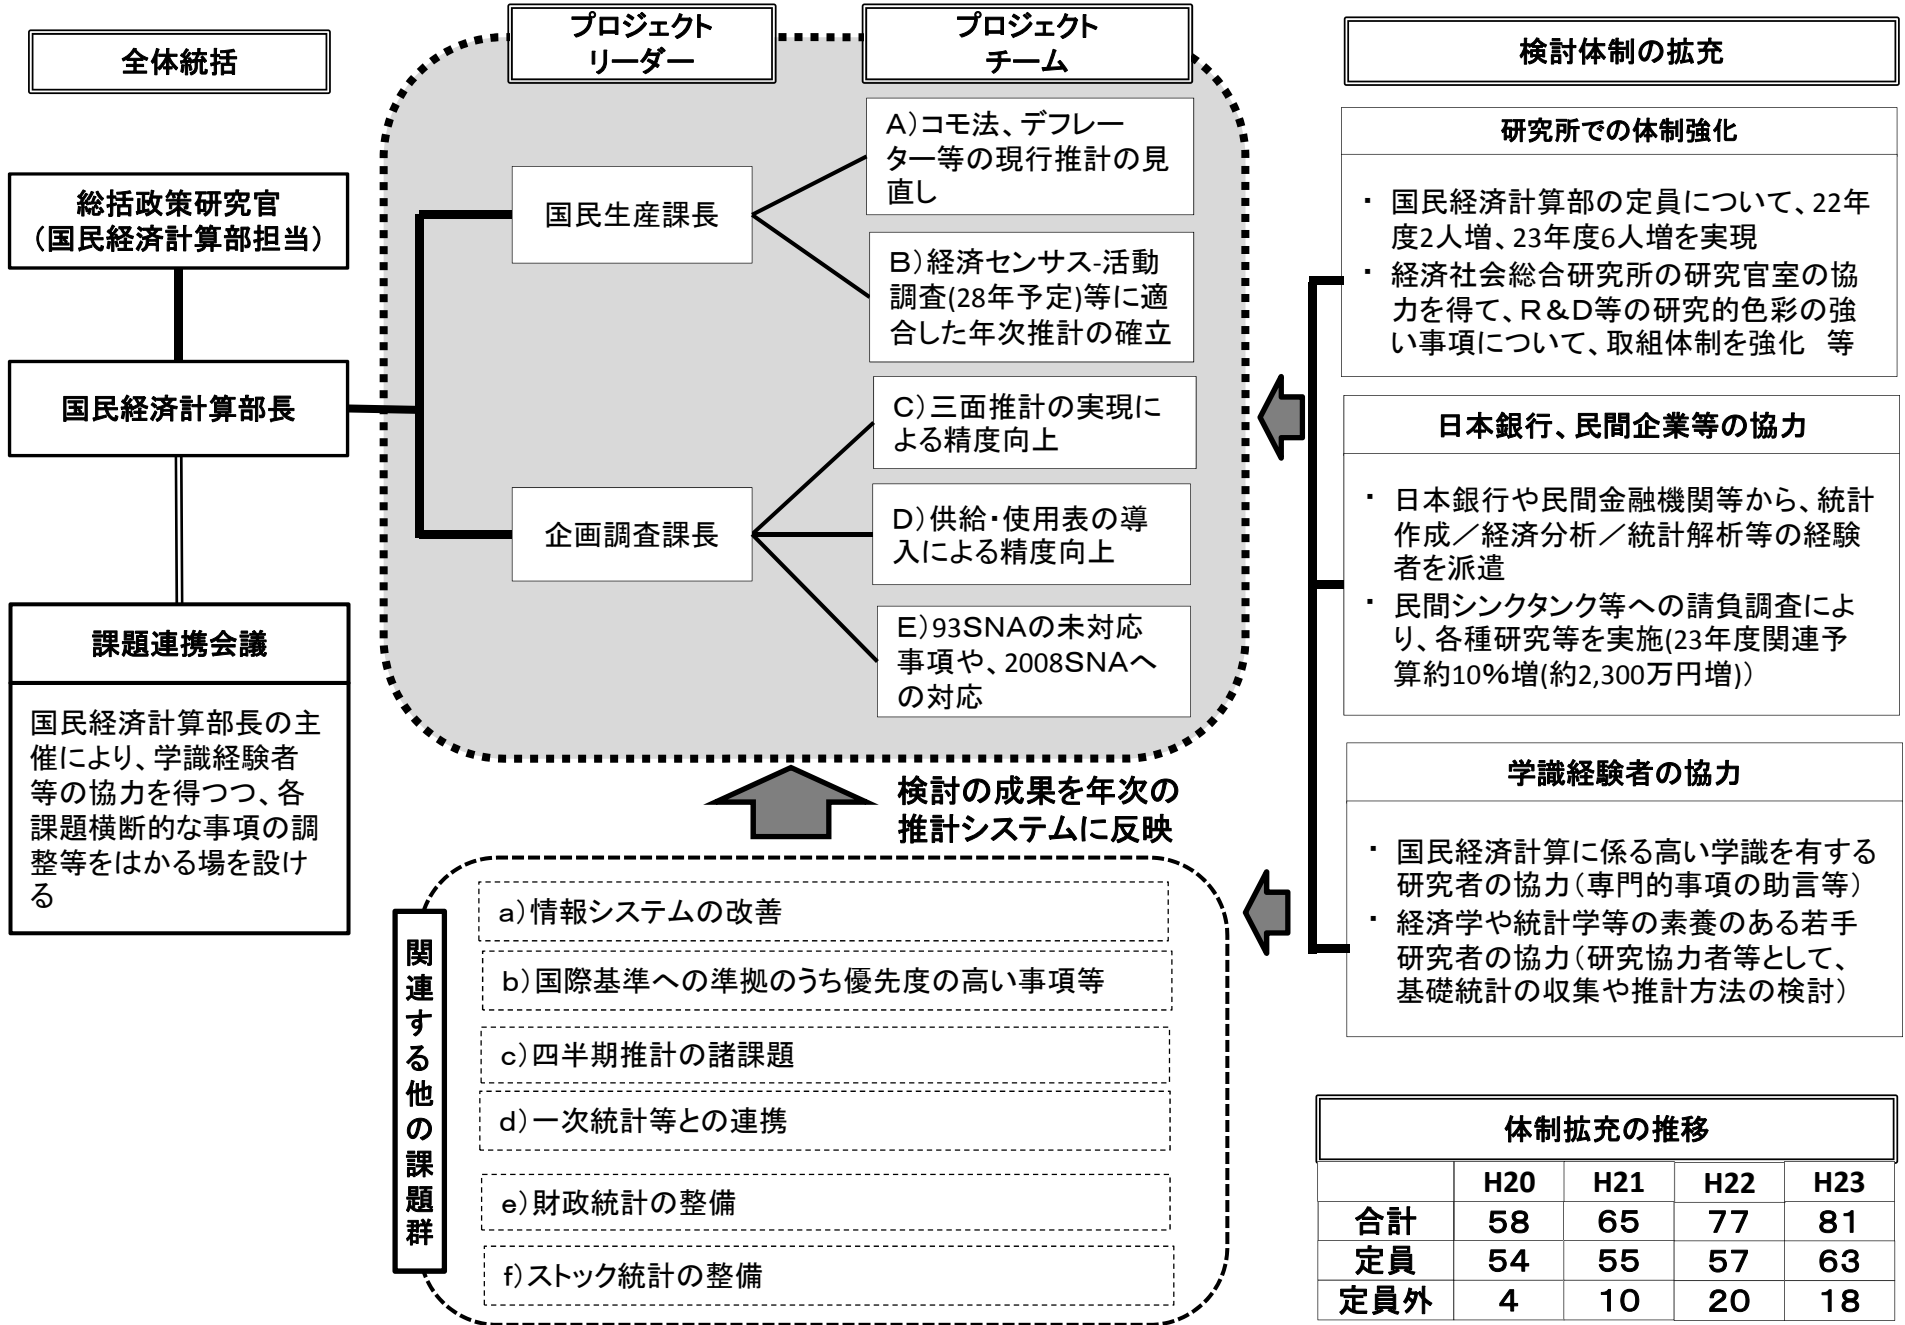 全体統括
総括政策研究官
(国民経済計算部担当)
国民経済計算部長
課題連携会議
国民経済計算部長の主
催により、学識経験者
等の協力を得つつ、各
課題横断的な事項の調
整等をはかる場を設け
る
プロジェクト
リーダー
国民生産課長
企画調査課長
プロジェクト
チーム
A)コモ法、デフレー
ター等の現行推計の見
直し
B)経済センサス-活動
調査(28年予定)等に適
合した年次推計の確立
C)三面推計の実現に
よる精度向上
D)供給・使用表の導
入による精度向上
E)93SNAの未対応
事項や、2008SNAへ
の対応
検討の成果を年次の
推計システムに反映
関連する他の課題群
a)情報システムの改善
b)国際基準への準拠のうち優先度の高い事項等
c)四半期推計の諸課題
d)一次統計等との連携
e)財政統計の整備
f)ストック統計の整備
検討体制の拡充
研究所での体制強化
・ 国民経済計算部の定員について、22年
度2人増、23年度6人増を実現
・ 経済社会総合研究所の研究官室の協
力を得て、R&D等の研究的色彩の強
い事項について、取組体制を強化 等
日本銀行、民間企業等の協力
・ 日本銀行や民間金融機関等から、統計
作成/経済分析/統計解析等の経験
者を派遣
・ 民間シンクタンク等への請負調査によ
り、各種研究等を実施(23年度関連予
算約10%増(約2,300万円増))
学識経験者の協力
・ 国民経済計算に係る高い学識を有する
研究者の協力(専門的事項の助言等)
・ 経済学や統計学等の素養のある若手
研究者の協力(研究協力者等として、
基礎統計の収集や推計方法の検討)
体制拡充の推移
H20 H21 H22 H23
合計 58 65 77 81
定員 54 55 57 63
定員外 4 10 20 18